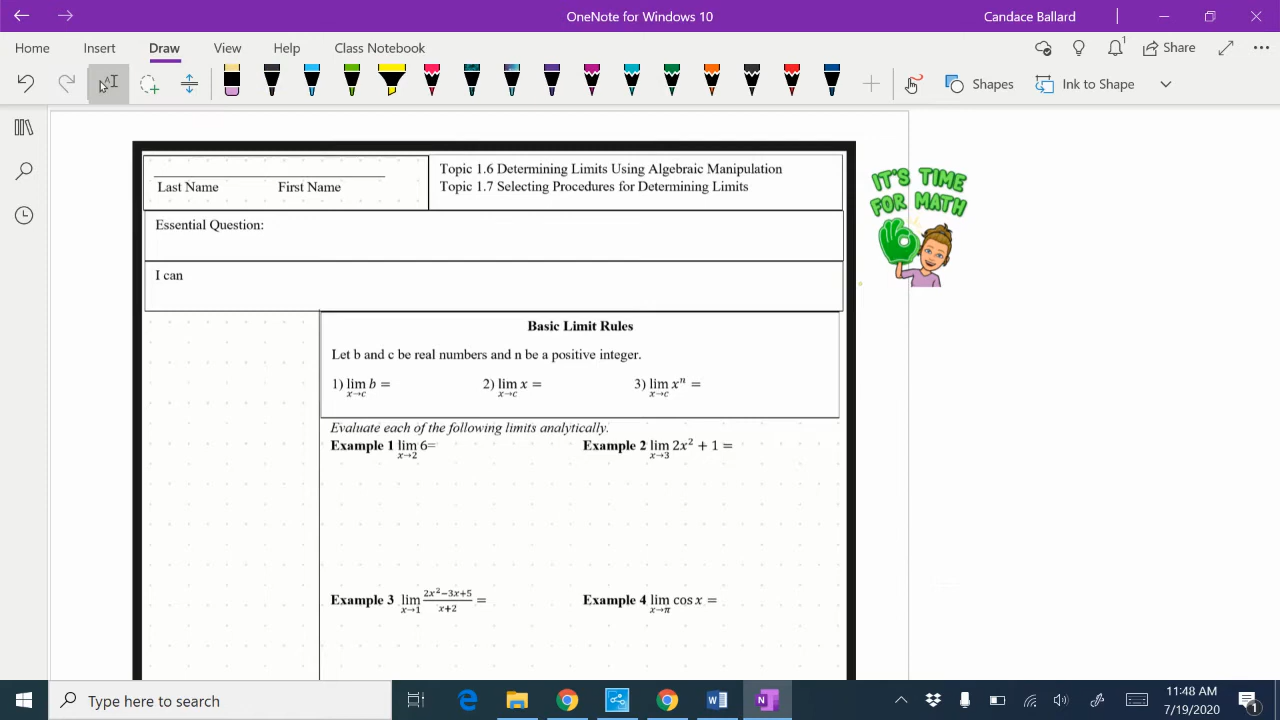 OneNote for Windows 10
Candace Ballard
Home Insert Draw View Help Class Notebook
1
Share
Shapes
Ink to Shape
Last Name First Name
Topic 1.6 Determining Limits Using Algebraic Manipulation
Topic 1.7 Selecting Procedures for Determining Limits
IT'S TIME
FOR MATH
Essential Question:
I can
Basic Limit Rules
Let b and c be real numbers and n be a positive integer.
1) lim b = 2) lim x = 3) lim xⁿ =
x→c x→c x→c
Evaluate each of the following limits analytically.
Example 1 lim 6= Example 2 lim 2x² + 1 =
x→2 x→3
Example 3 lim 2x²−3x+5 = Example 4 lim cos x =
x→1 x+2 x→π
Type here to search
11:48 AM
7/19/2020
1